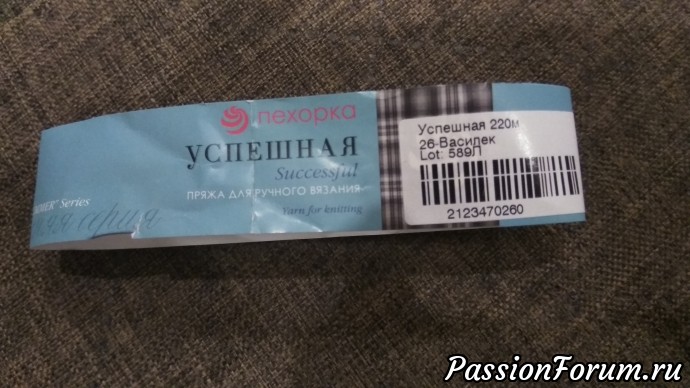 пехорка
УСПЕШНАЯ
Successful
ПРЯЖА ДЛЯ РУЧНОГО ВЯЗАНИЯ
Yarn for knitting
Series
серия
Успешная 220м
26-Василек
Lot: 589Л
2123470260
PassionForum.ru